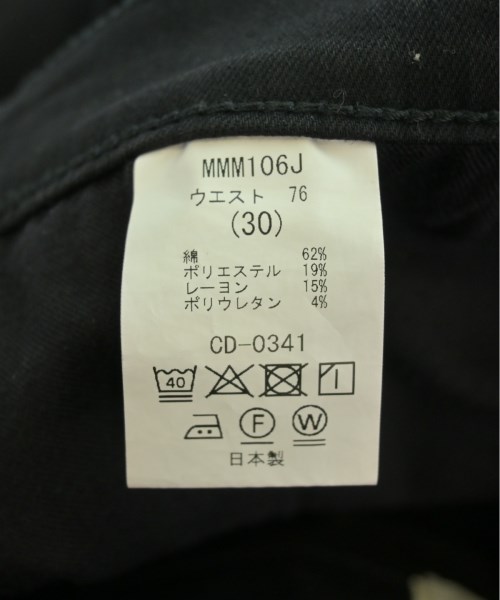 MMM106J
ウエスト 76
(30)
綿 62%
ポリエステル 19%
レーヨン 15%
ポリウレタン 4%
CD-0341
40
F W
日本製